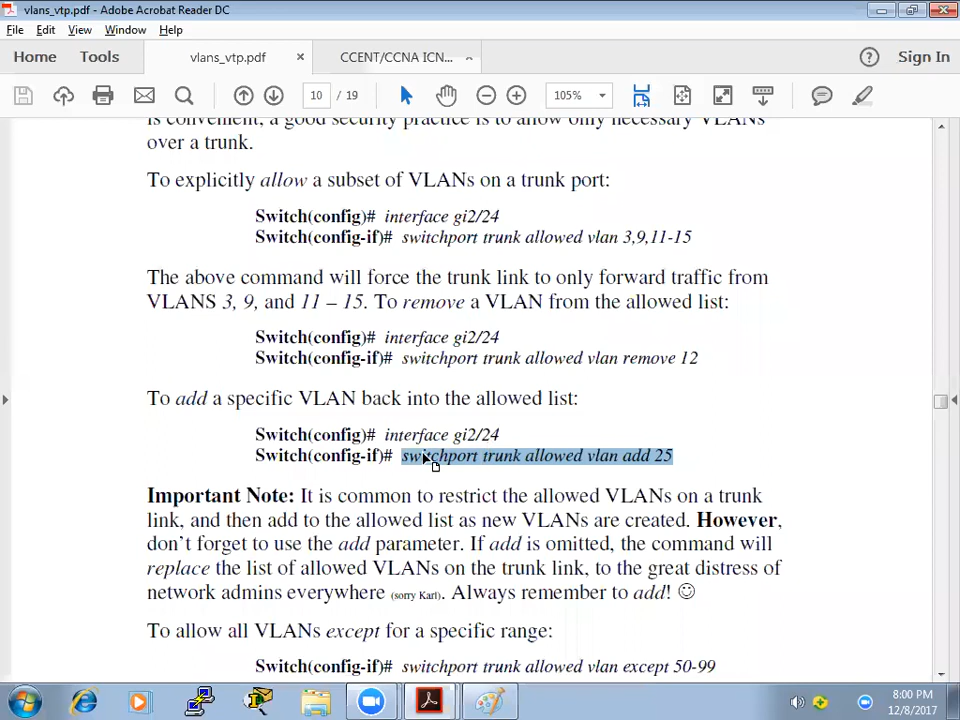 vlans_vtp.pdf - Adobe Acrobat Reader DC
File Edit View Window Help
Home Tools vlans_vtp.pdf × CCENT/CCNA ICN... Sign In
10 / 19 105%
is convenient, a good security practice is to allow only necessary VLANs
over a trunk.
To explicitly allow a subset of VLANs on a trunk port:
Switch(config)# interface gi2/24
Switch(config-if)# switchport trunk allowed vlan 3,9,11-15
The above command will force the trunk link to only forward traffic from
VLANS 3, 9, and 11 – 15. To remove a VLAN from the allowed list:
Switch(config)# interface gi2/24
Switch(config-if)# switchport trunk allowed vlan remove 12
To add a specific VLAN back into the allowed list:
Switch(config)# interface gi2/24
Switch(config-if)# switchport trunk allowed vlan add 25
Important Note: It is common to restrict the allowed VLANs on a trunk
link, and then add to the allowed list as new VLANs are created. However,
don’t forget to use the add parameter. If add is omitted, the command will
replace the list of allowed VLANs on the trunk link, to the great distress of
network admins everywhere (sorry Karl). Always remember to add! ☺
To allow all VLANs except for a specific range:
Switch(config-if)# switchport trunk allowed vlan except 50-99
8:00 PM
12/8/2017